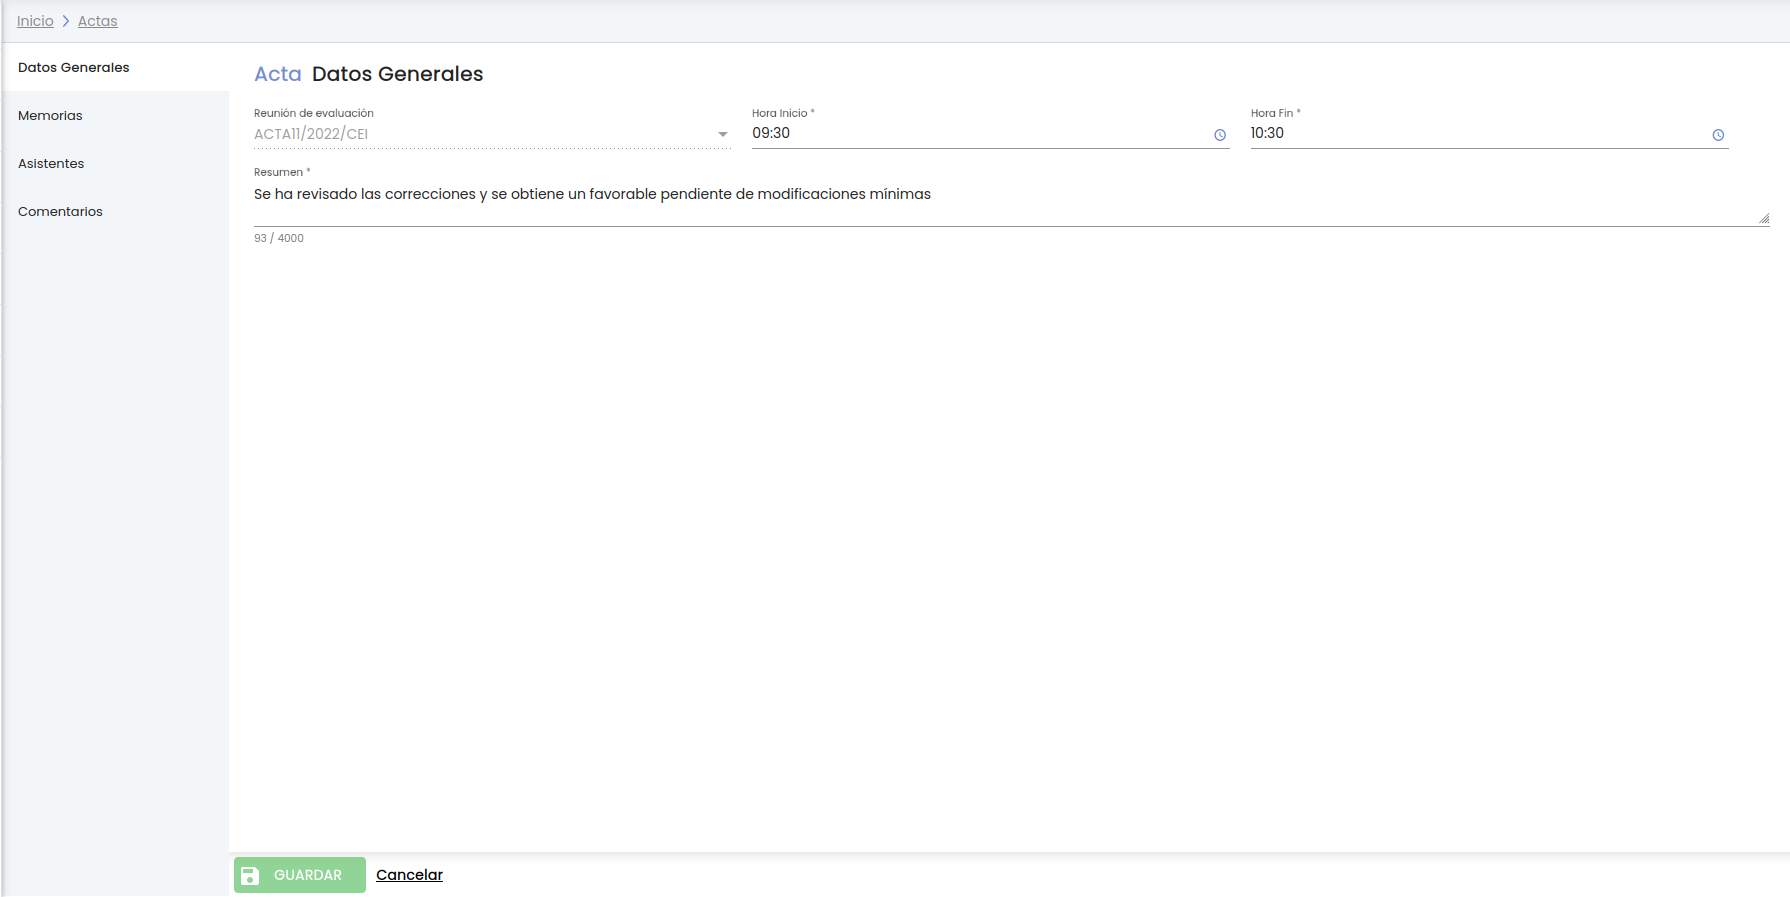 Inicio > Actas
Datos Generales
Memorias
Asistentes
Comentarios
Acta Datos Generales
Reunión de evaluación
ACTA11/2022/CEI
Hora Inicio *
09:30
Hora Fin *
10:30
Resumen *
Se ha revisado las correcciones y se obtiene un favorable pendiente de modificaciones mínimas
93 / 4000
GUARDAR Cancelar